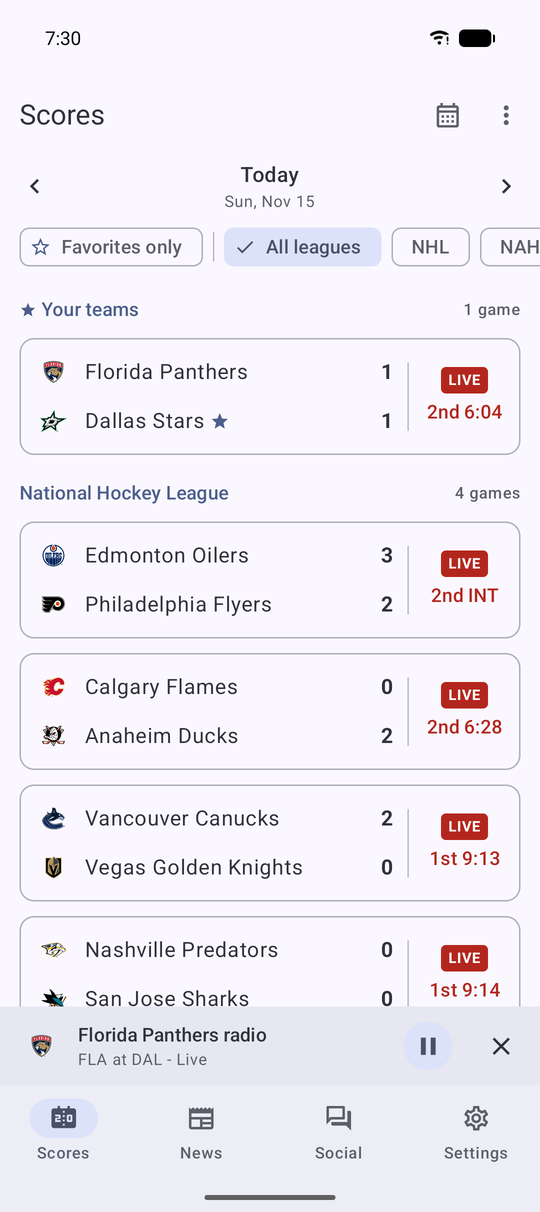 7:30
Scores
Today
Sun, Nov 15
Favorites only
All leagues
NHL
NAH
Your teams
1 game
Florida Panthers 1
LIVE
2nd 6:04
Dallas Stars 1
National Hockey League
4 games
Edmonton Oilers 3
LIVE
2nd INT
Philadelphia Flyers 2
Calgary Flames 0
LIVE
2nd 6:28
Anaheim Ducks 2
Vancouver Canucks 2
LIVE
1st 9:13
Vegas Golden Knights 0
Nashville Predators 0
LIVE
1st 9:14
San Jose Sharks 0
Florida Panthers radio
FLA at DAL - Live
2:0
Scores
News
Social
Settings